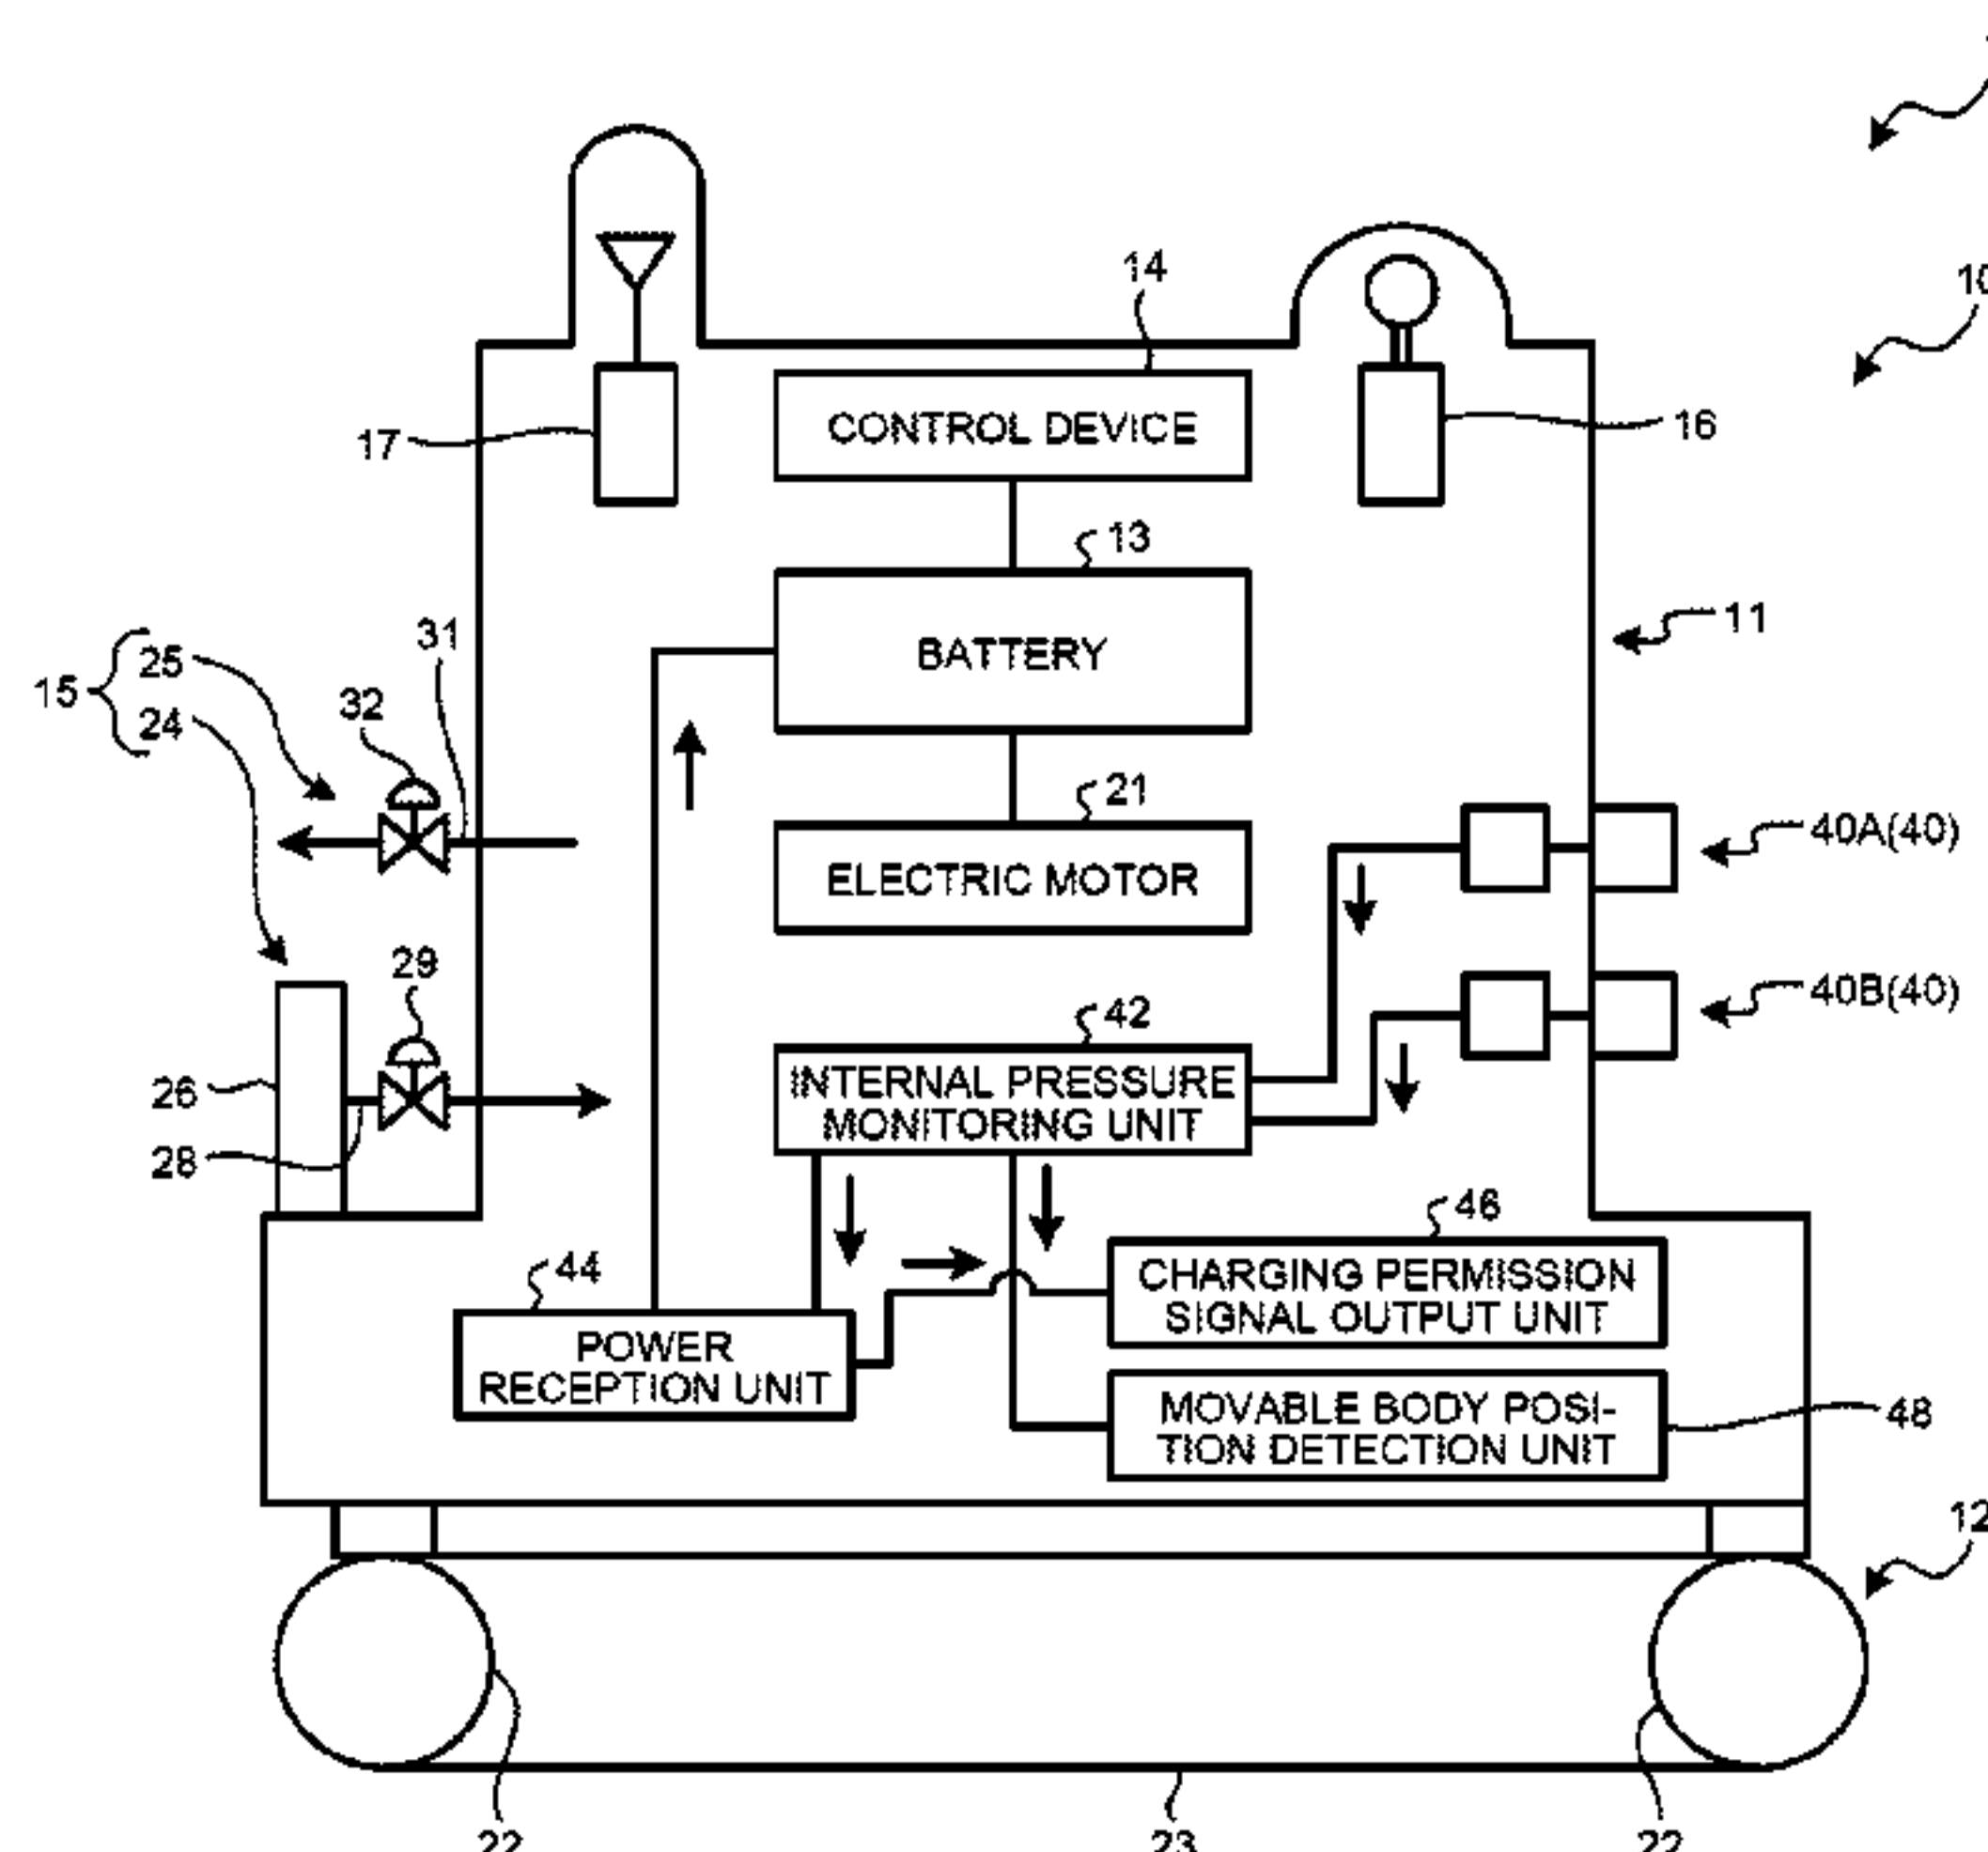 10
14
CONTROL DEVICE
17
16
13
BATTERY
11
31
25
15
24
32
21
ELECTRIC MOTOR
40A(40)
29
42
40B(40)
26
INTERNAL PRESSURE
MONITORING UNIT
28
46
44
CHARGING PERMISSION
SIGNAL OUTPUT UNIT
POWER
RECEPTION UNIT
MOVABLE BODY POSI-
TION DETECTION UNIT
48
12
22
23
22